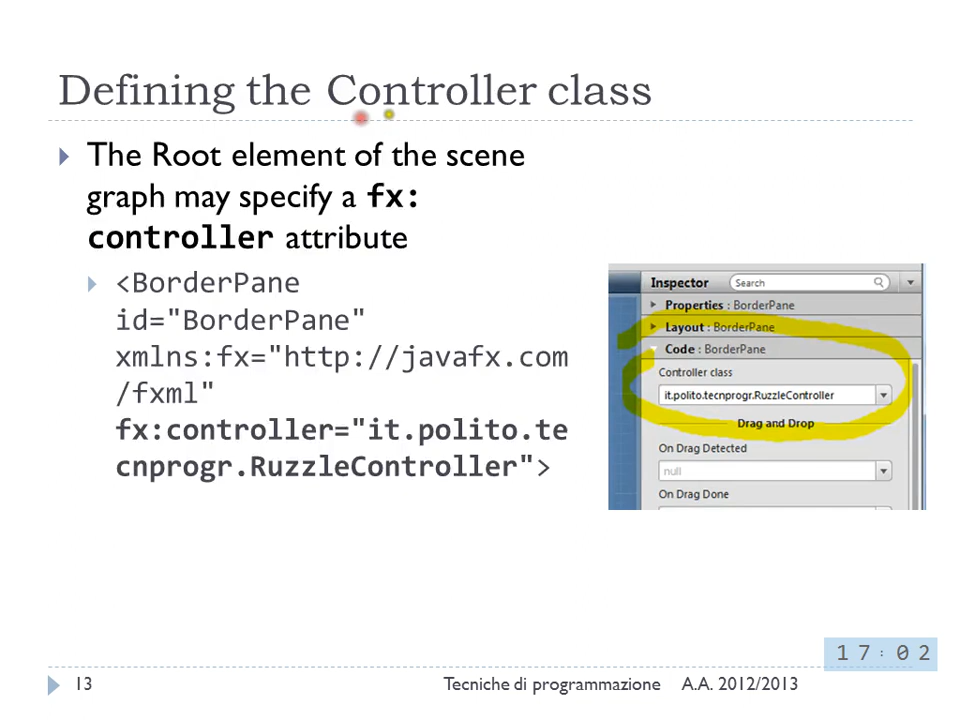 Defining the Controller class
The Root element of the scene
graph may specify a fx:
controller attribute
<BorderPane
id="BorderPane"
xmlns:fx="http://javafx.com
/fxml"
fx:controller="it.polito.te
cnprogr.RuzzleController">
Inspector Search
Properties : BorderPane
Layout : BorderPane
Code : BorderPane
Controller class
it.polito.tecnprogr.RuzzleController
Drag and Drop
On Drag Detected
null
On Drag Done
17:02
13 Tecniche di programmazione A.A. 2012/2013